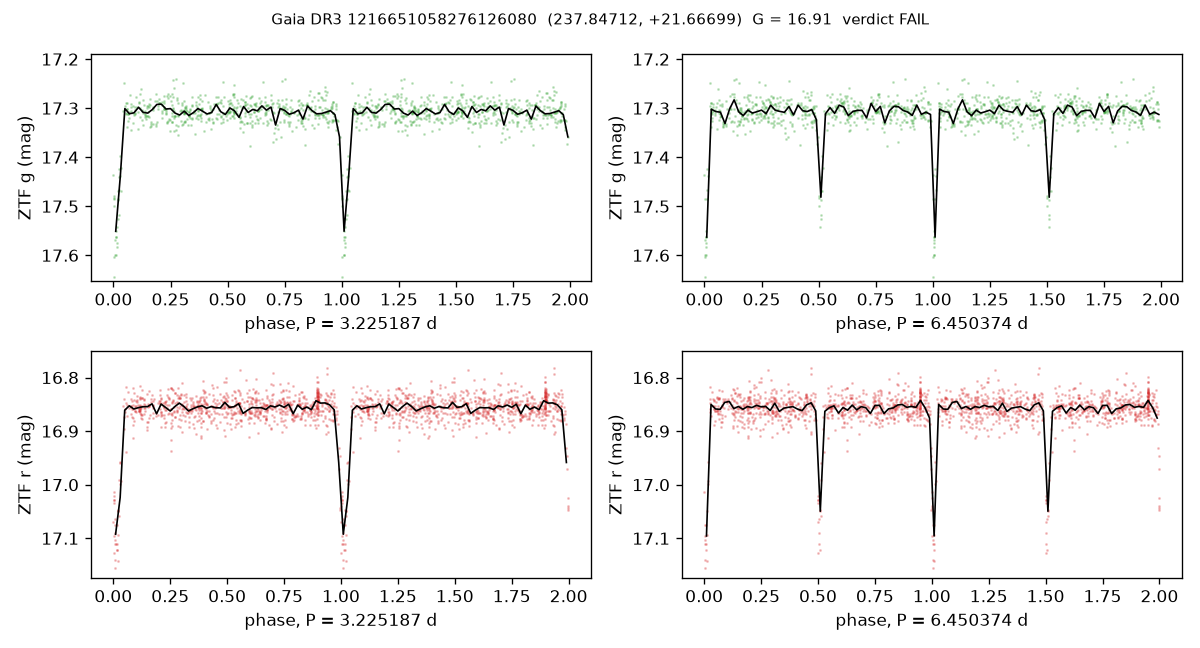 Gaia DR3 1216651058276126080 (237.84712, +21.66699) G = 16.91 verdict FAIL
17.2
17.3
17.4
17.5
17.6
ZTF g (mag)
0.00 0.25 0.50 0.75 1.00 1.25 1.50 1.75 2.00
phase, P = 3.225187 d
17.2
17.3
17.4
17.5
17.6
ZTF g (mag)
0.00 0.25 0.50 0.75 1.00 1.25 1.50 1.75 2.00
phase, P = 6.450374 d
16.8
16.9
17.0
17.1
ZTF r (mag)
0.00 0.25 0.50 0.75 1.00 1.25 1.50 1.75 2.00
phase, P = 3.225187 d
16.8
16.9
17.0
17.1
ZTF r (mag)
0.00 0.25 0.50 0.75 1.00 1.25 1.50 1.75 2.00
phase, P = 6.450374 d